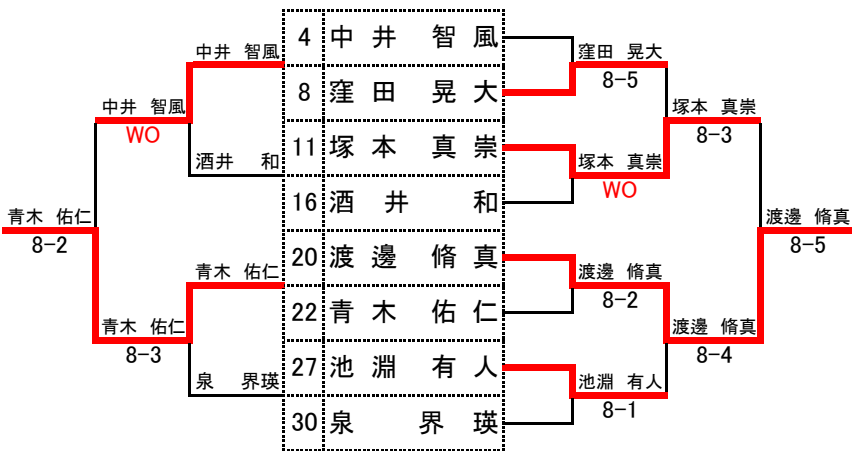 中井 智風
中井 智風
WO
酒井 和
青木 佑仁
8-2
青木 佑仁
青木 佑仁
8-3
泉 界瑛
4 中井 智風
8 窪田 晃大
11 塚本 真崇
16 酒井 和
20 渡邊 脩真
22 青木 佑仁
27 池淵 有人
30 泉 界瑛
窪田 晃大
8-5
塚本 真崇
8-3
塚本 真崇
WO
渡邊 脩真
8-5
渡邊 脩真
8-2
渡邊 脩真
8-4
池淵 有人
8-1